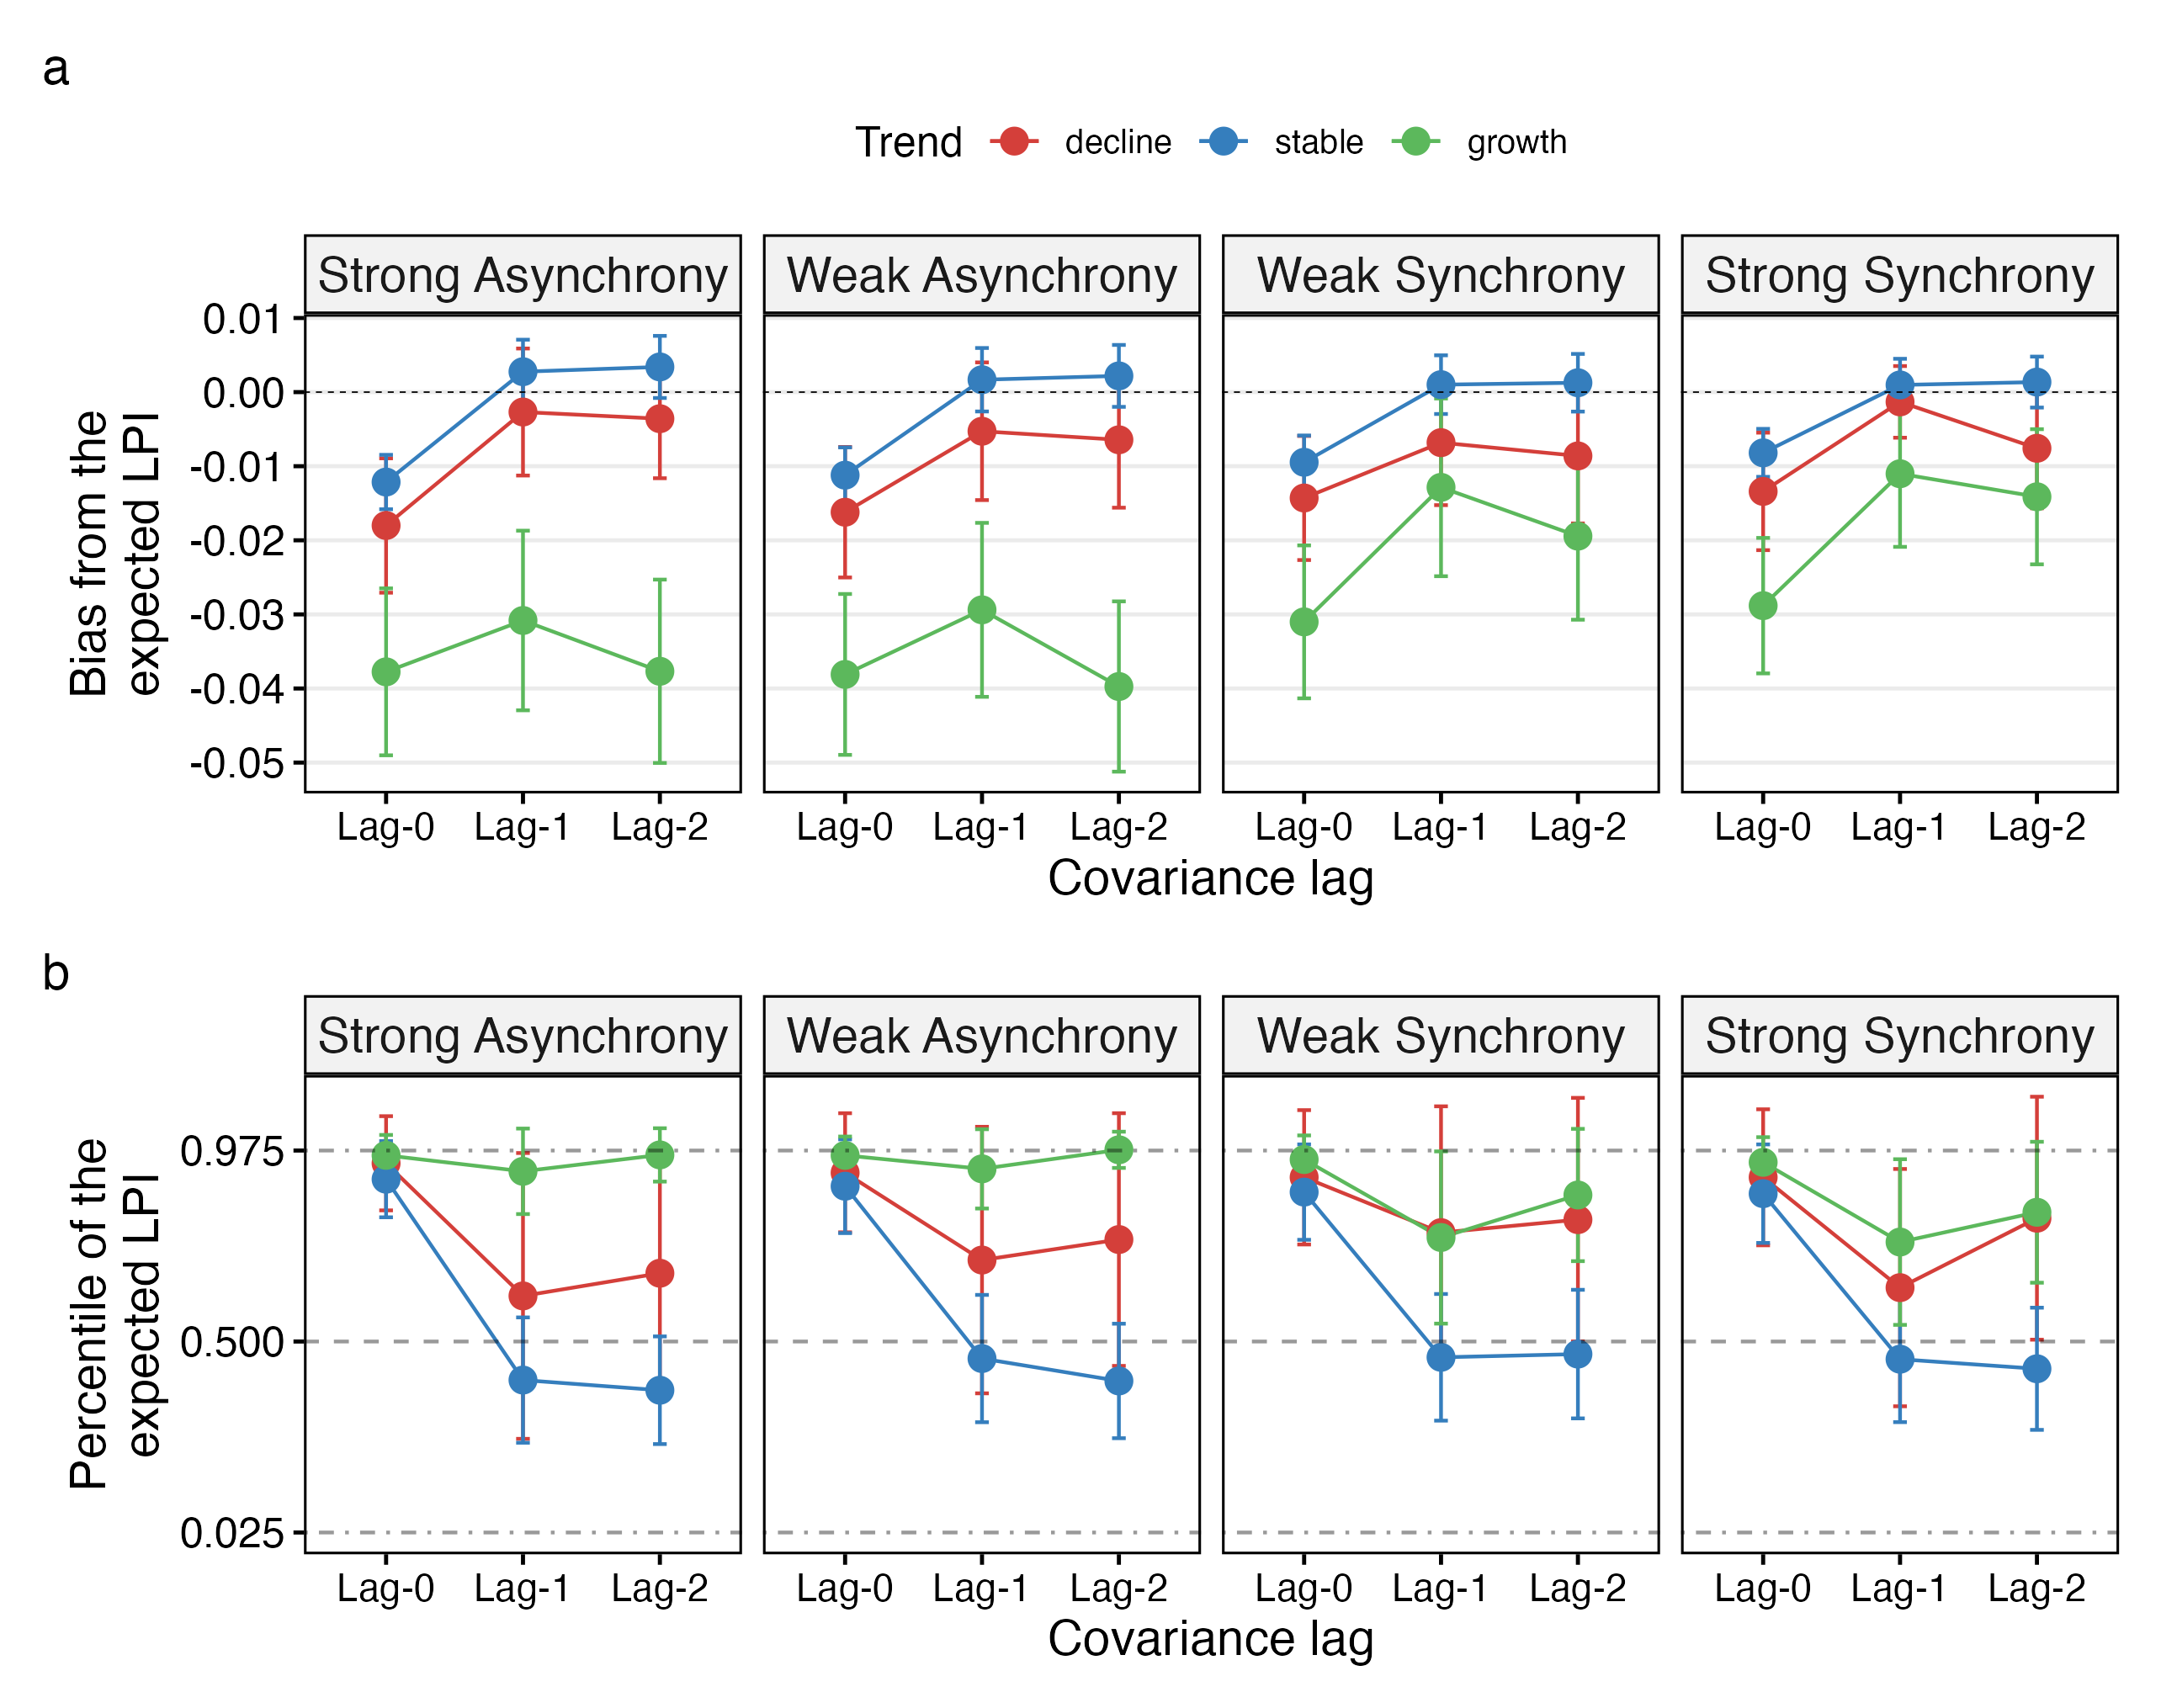 a
Trend decline stable growth
Strong Asynchrony Weak Asynchrony Weak Synchrony Strong Synchrony
Bias from the
expected LPI
0.01
0.00
-0.01
-0.02
-0.03
-0.04
-0.05
Lag-0 Lag-1 Lag-2 Lag-0 Lag-1 Lag-2 Lag-0 Lag-1 Lag-2 Lag-0 Lag-1 Lag-2
Covariance lag
b
Strong Asynchrony Weak Asynchrony Weak Synchrony Strong Synchrony
Percentile of the
expected LPI
0.975
0.500
0.025
Lag-0 Lag-1 Lag-2 Lag-0 Lag-1 Lag-2 Lag-0 Lag-1 Lag-2 Lag-0 Lag-1 Lag-2
Covariance lag